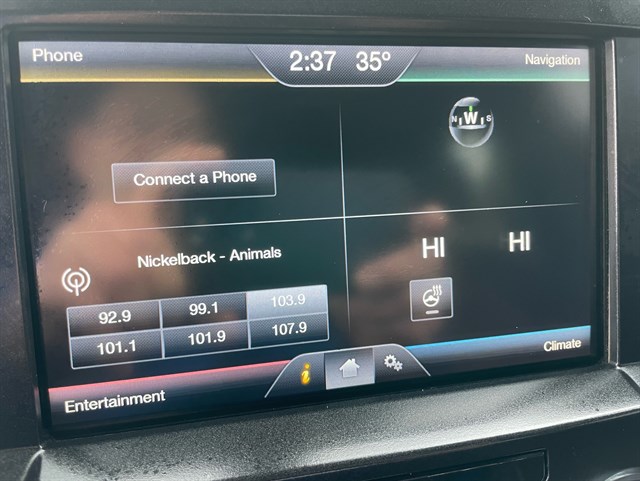 Phone
2:37 35°
Navigation
N W S
Connect a Phone
Nickelback - Animals
HI HI
92.9 99.1 103.9
101.1 101.9 107.9
i
Entertainment
Climate